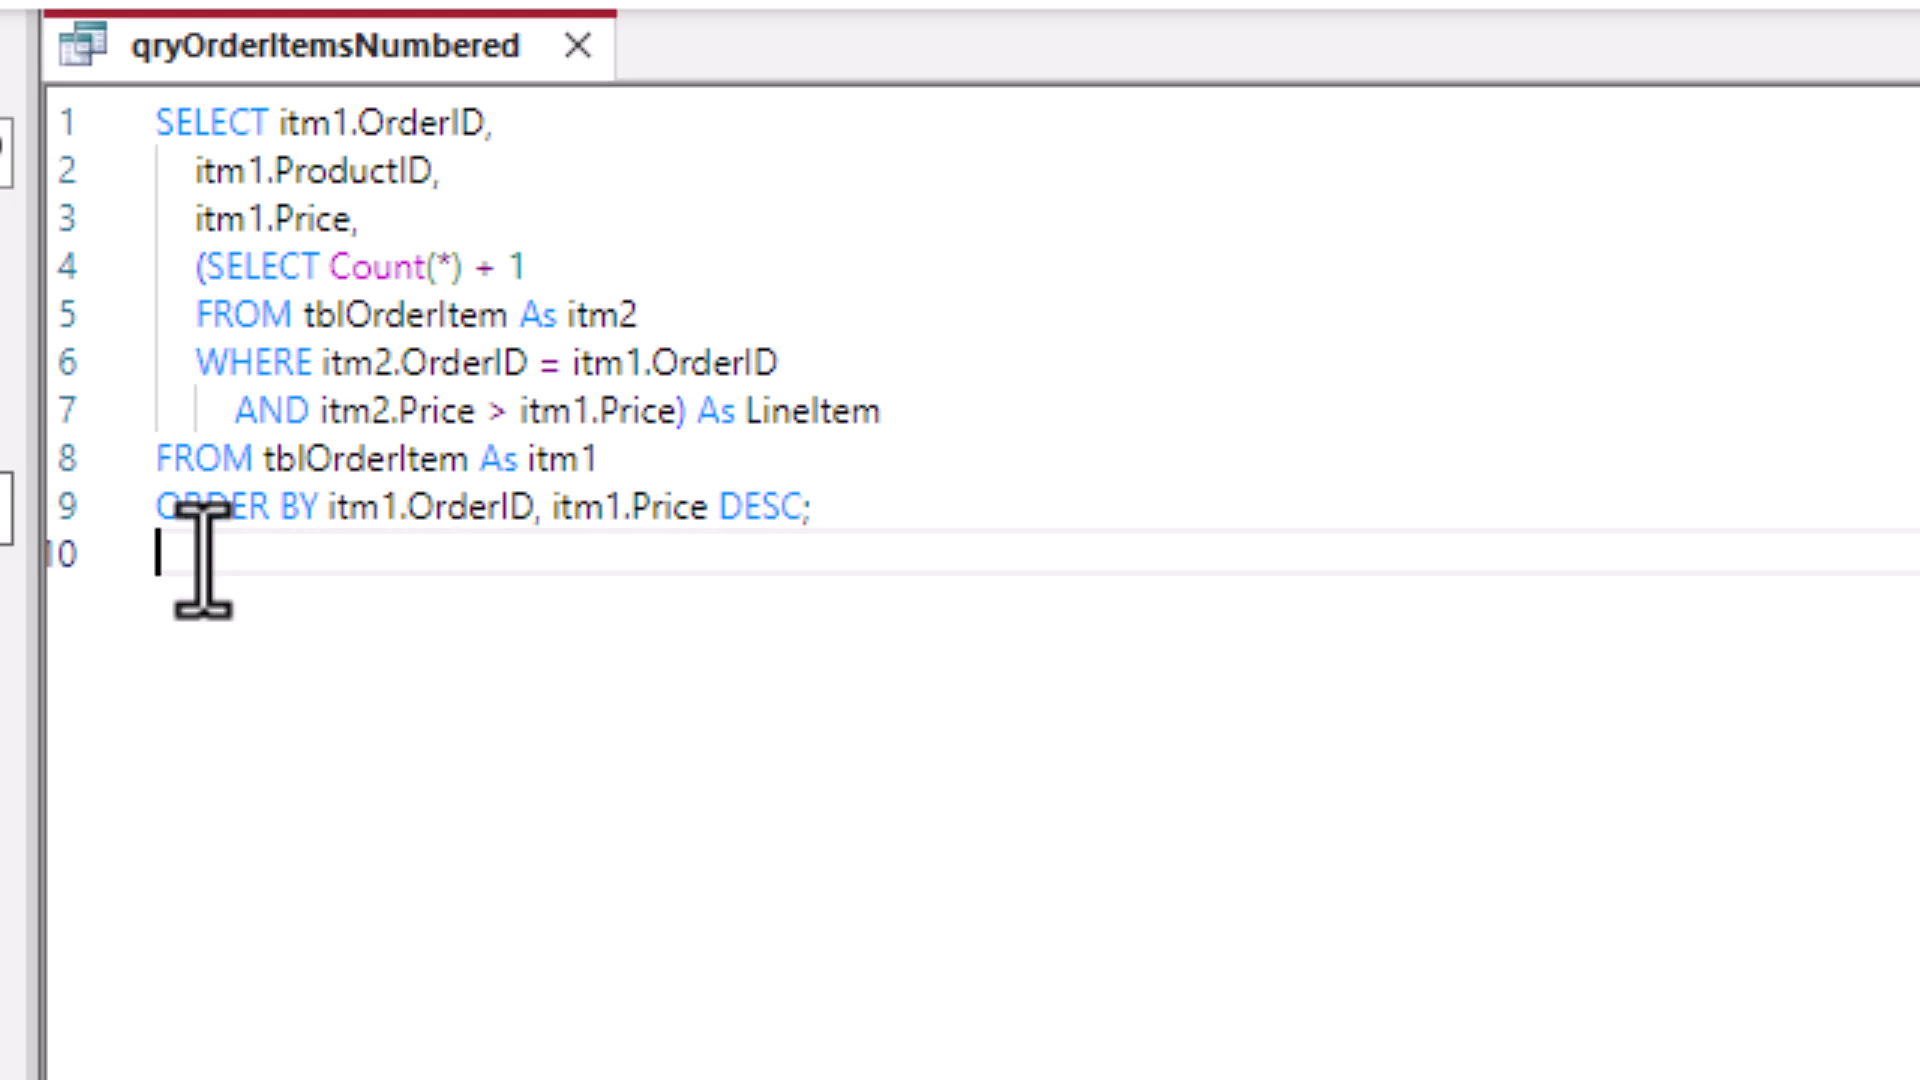 qryOrderItemsNumbered
1 SELECT itm1.OrderID,
2 itm1.ProductID,
3 itm1.Price,
4 (SELECT Count(*) + 1
5 FROM tblOrderItem As itm2
6 WHERE itm2.OrderID = itm1.OrderID
7 AND itm2.Price > itm1.Price) As LineItem
8 FROM tblOrderItem As itm1
9 ORDER BY itm1.OrderID, itm1.Price DESC;
10